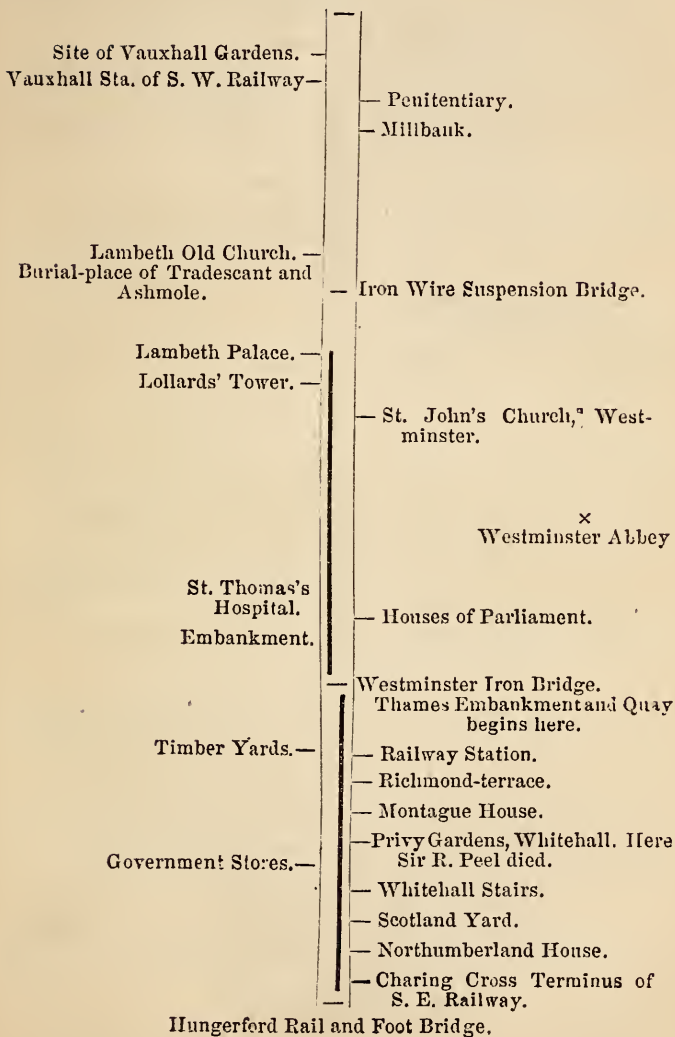 Site of Vauxhall Gardens.
Vauxhall Sta. of S. W. Railway
Penitentiary.
Millbank.
Lambeth Old Church.
Burial-place of Tradescant and
Ashmole.
Iron Wire Suspension Bridge.
Lambeth Palace.
Lollards' Tower.
St. John's Church,ª West-
minster.
×
Westminster Abbey
St. Thomas's
Hospital.
Houses of Parliament.
Embankment.
Westminster Iron Bridge.
Thames Embankment and Quay
begins here.
Timber Yards.
Railway Station.
Richmond-terrace.
Montague House.
Privy Gardens, Whitehall. Here
Sir R. Peel died.
Government Stores.
Whitehall Stairs.
Scotland Yard.
Northumberland House.
Charing Cross Terminus of
S. E. Railway.
Hungerford Rail and Foot Bridge.